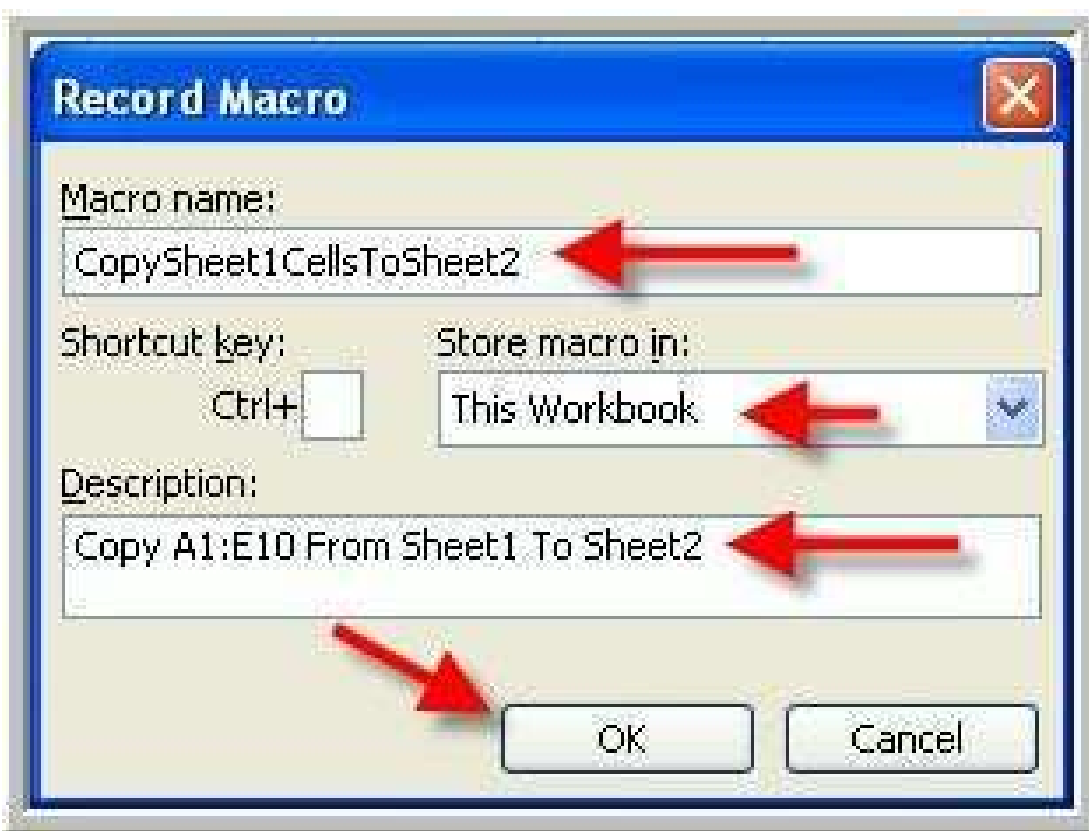 Record Macro
Macro name:
CopySheet1CellsToSheet2
Shortcut key:
Store macro in:
Ctrl+
This Workbook
Description:
Copy A1:E10 From Sheet1 To Sheet2
OK
Cancel